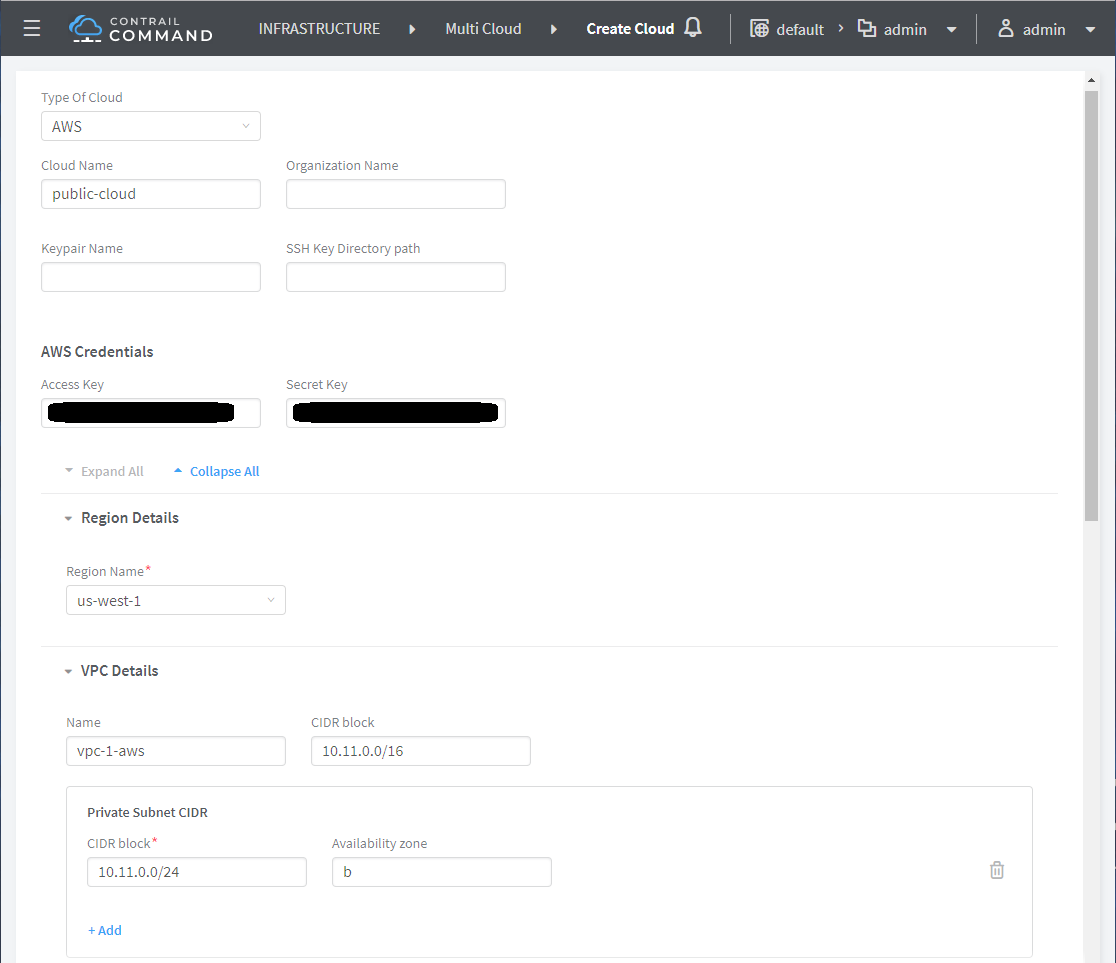 CONTRAIL
COMMAND
INFRASTRUCTURE Multi Cloud Create Cloud default admin admin
Type Of Cloud
AWS
Cloud Name Organization Name
public-cloud
Keypair Name SSH Key Directory path
AWS Credentials
Access Key Secret Key
Expand All Collapse All
Region Details
Region Name*
us-west-1
VPC Details
Name CIDR block
vpc-1-aws 10.11.0.0/16
Private Subnet CIDR
CIDR block* Availability zone
10.11.0.0/24 b
+ Add